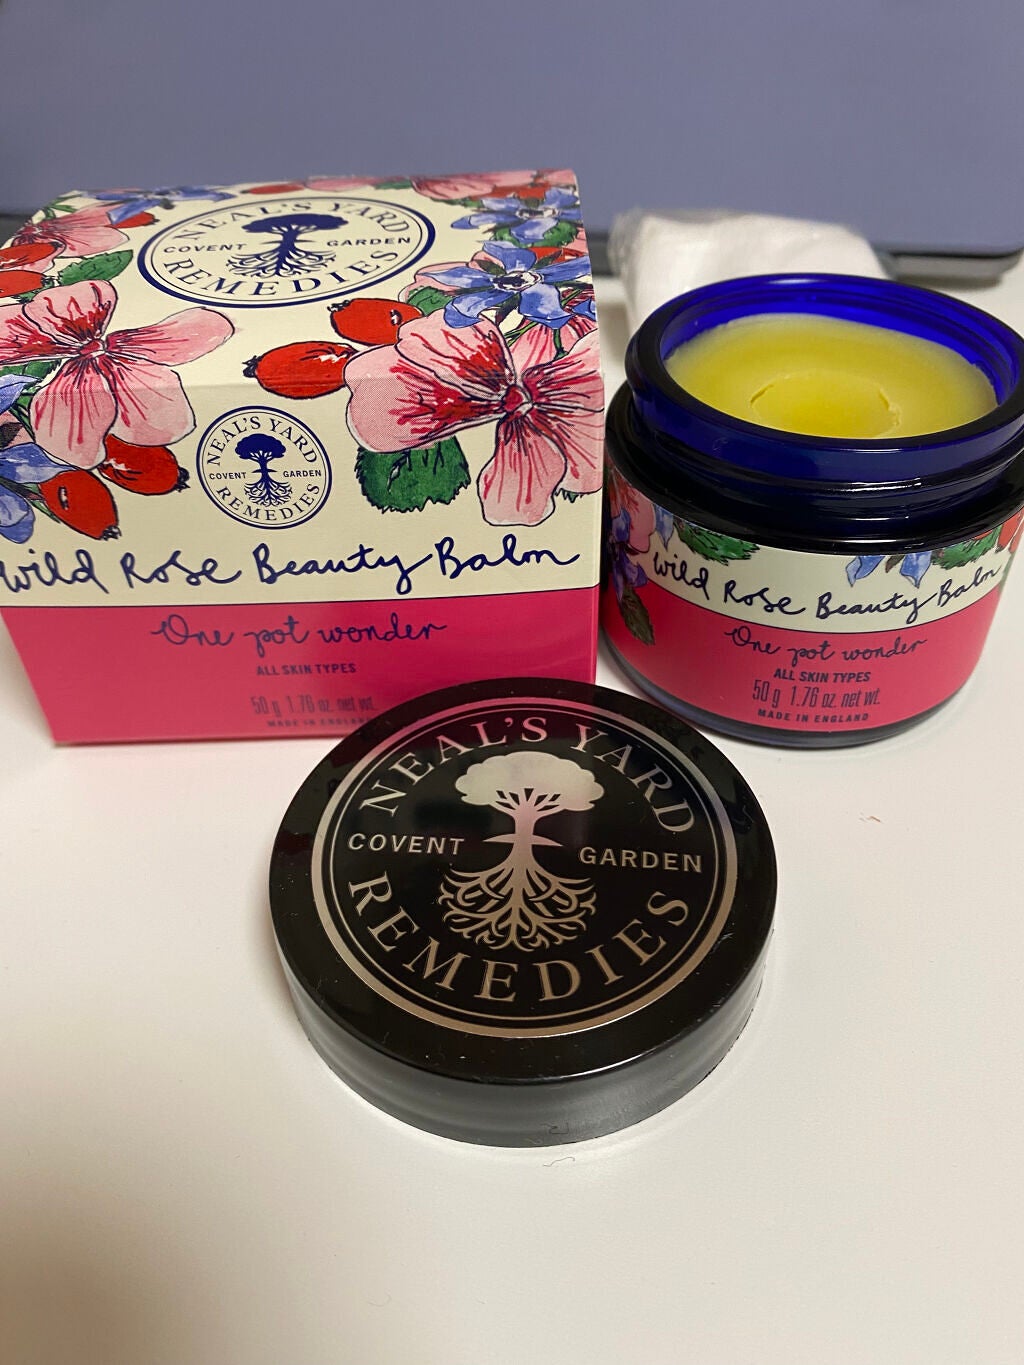 NEAL'S YARD
COVENT GARDEN
REMEDIES
NEAL'S YARD
COVENT GARDEN
REMEDIES
Wild Rose Beauty Balm
One pot wonder
ALL SKIN TYPES
50 g 1.76 oz. net wt.
MADE IN ENGLAND
Wild Rose Beauty Balm
One pot wonder
ALL SKIN TYPES
50 g 1.76 oz. net wt.
MADE IN ENGLAND
NEAL'S YARD
COVENT GARDEN
REMEDIES